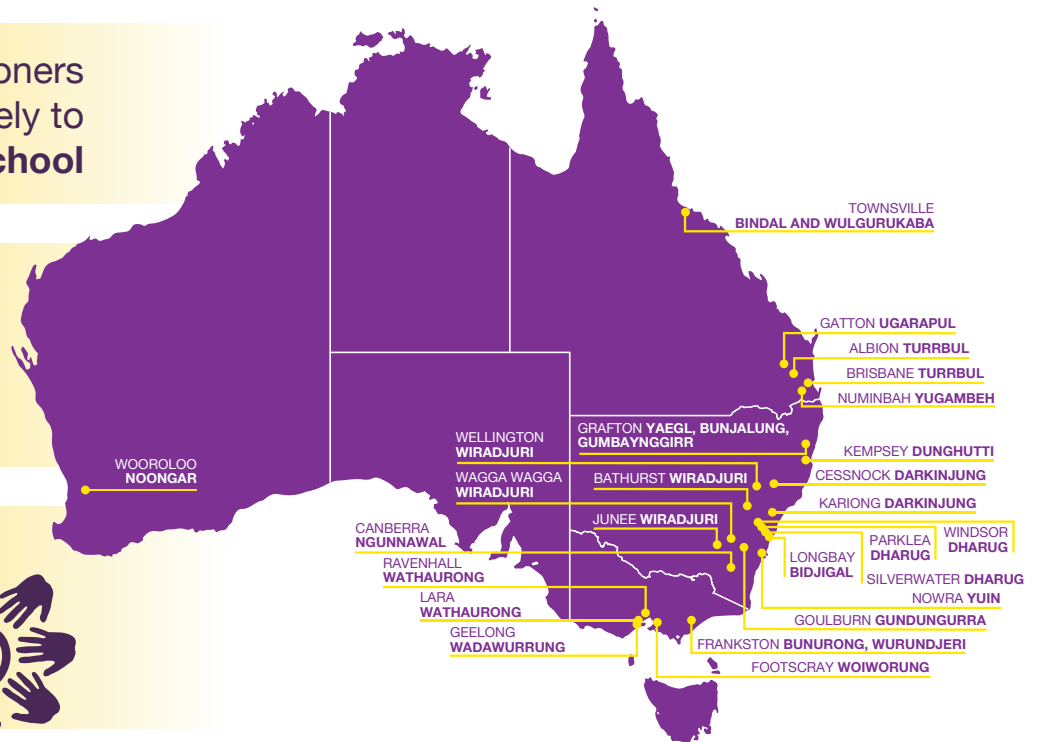 oners
ely to
chool
TOWNSVILLE
BINDAL AND WULGURUKABA
GATTON UGARAPUL
ALBION TURRBUL
BRISBANE TURRBUL
NUMINBAH YUGAMBEH
GRAFTON YAEGL, BUNJALUNG,
GUMBAYNGGIRR
WELLINGTON
WIRADJURI
KEMPSEY DUNGHUTTI
WOOROLOO
NOONGAR
WAGGA WAGGA
WIRADJURI
BATHURST WIRADJURI
CESSNOCK DARKINJUNG
KARIONG DARKINJUNG
JUNEE WIRADJURI
CANBERRA
NGUNNAWAL
WINDSOR
DHARUG
PARKLEA
DHARUG
LONGBAY
BIDJIGAL
SILVERWATER DHARUG
RAVENHALL
WATHAURONG
LARA
WATHAURONG
NOWRA YUIN
GOULBURN GUNDUNGURRA
GEELONG
WADAWURRUNG
FRANKSTON BUNURONG, WURUNDJERI
FOOTSCRAY WOIWORUNG